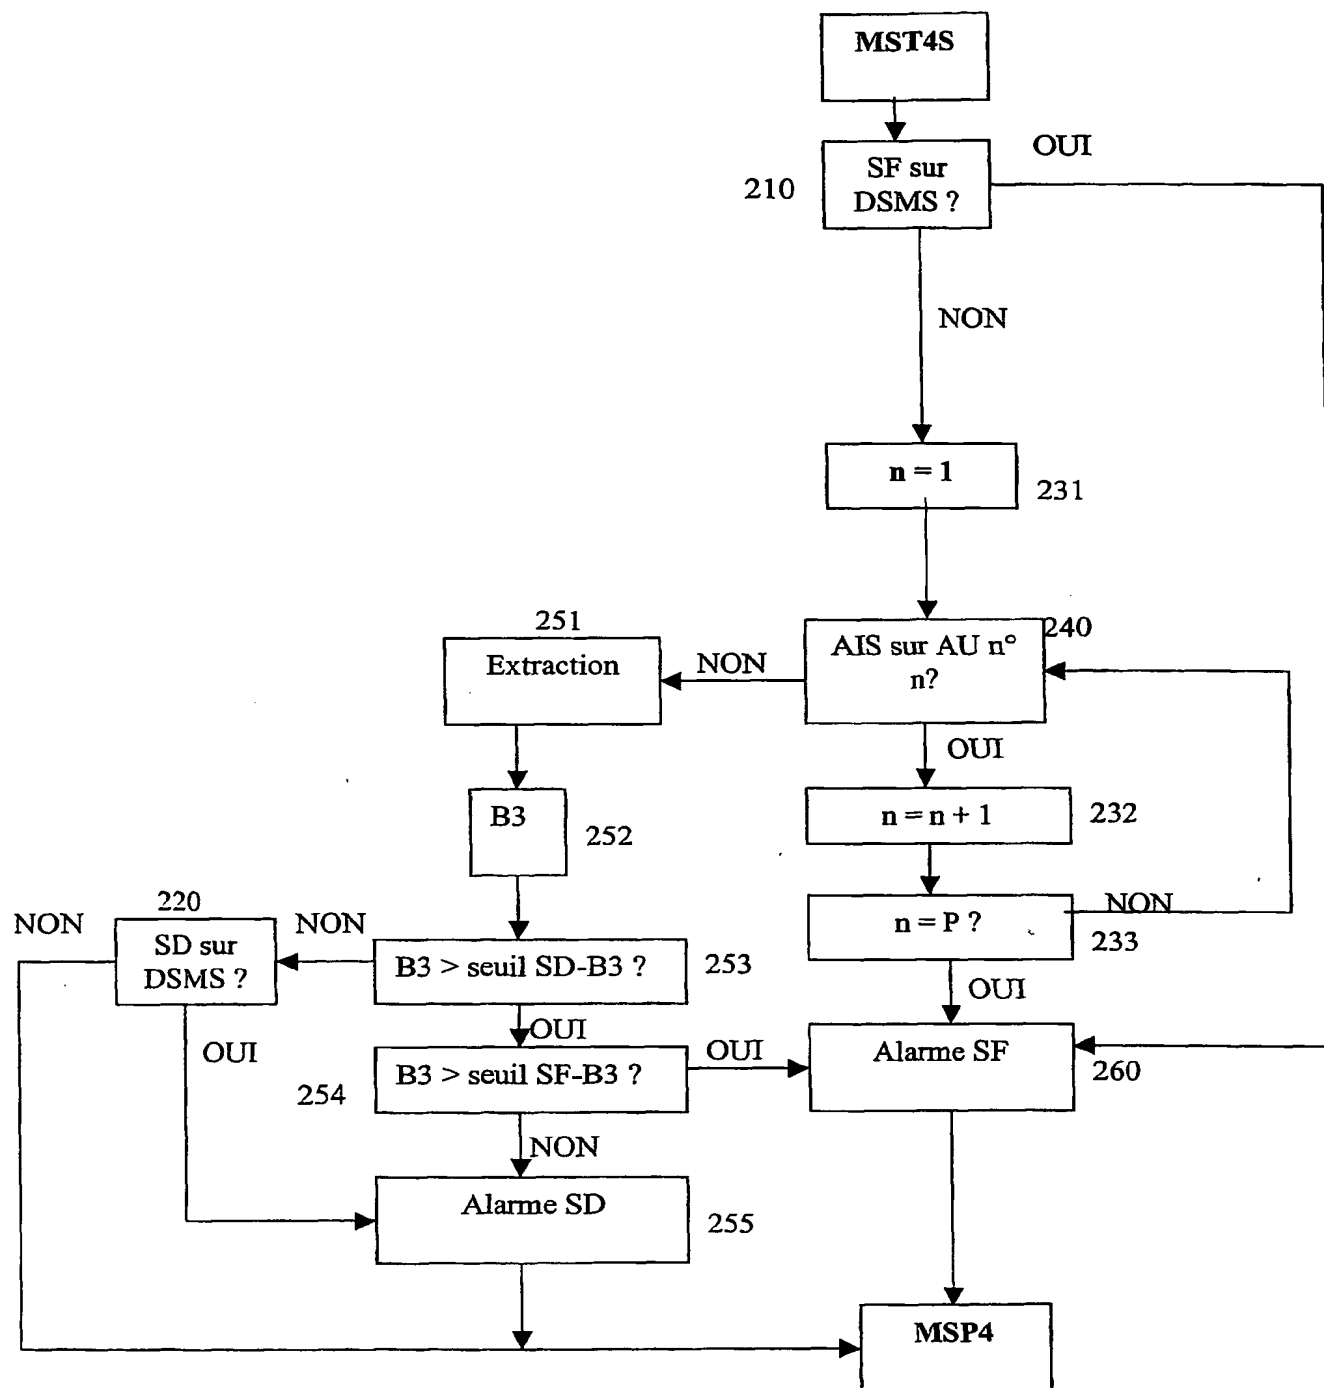 MST4S
OUI
SF sur
DSMS ?
210
NON
n = 1
231
251
240
Extraction
NON
AIS sur AU n°
n?
OUI
B3
252
n = n + 1
232
220
NON
NON
SD sur
DSMS ?
B3 > seuil SD-B3 ?
253
n = P ?
NON
233
OUI
OUI
OUI
254
B3 > seuil SF-B3 ?
OUI
Alarme SF
260
NON
Alarme SD
255
MSP4